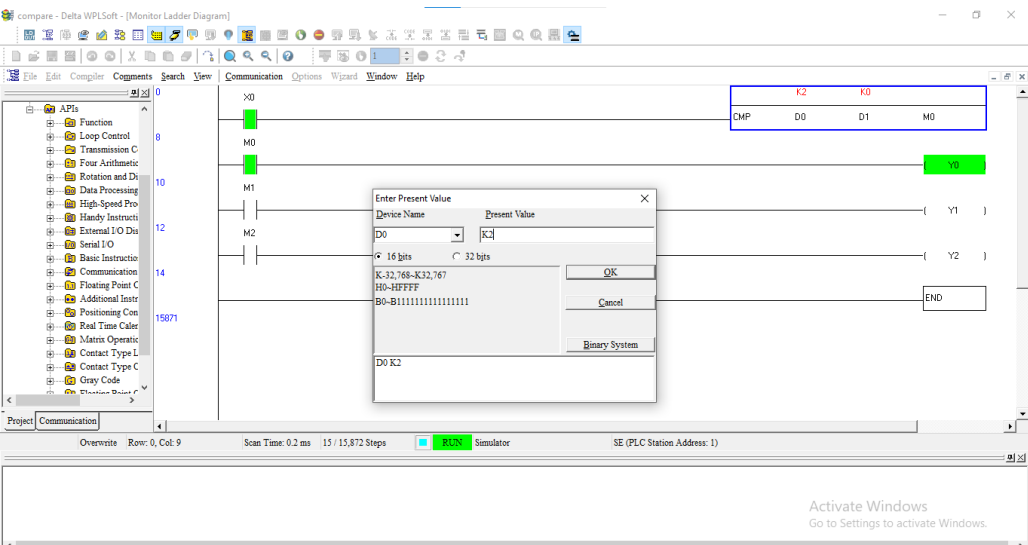 compare - Delta WPLSoft - [Monitor Ladder Diagram]
1
File Edit Compiler Comments Search View Communication Options Wizard Window Help
APIs
Function
Loop Control
Transmission C
Four Arithmetic
Rotation and Di
Data Processing
High-Speed Pro
Handy Instructi
External I/O Dis
Serial I/O
Basic Instructio
Communication
Floating Point C
Additional Instr
Positioning Con
Real Time Caler
Matrix Operatic
Contact Type L
Contact Type C
Gray Code
Floating Point C
Project Communication
0
X0
K2 K0
CMP D0 D1 M0
8
M0
Y0
10
M1
Y1
12
M2
Y2
14
END
15871
Enter Present Value
Device Name Present Value
D0 K2
16 bits 32 bits
K-32,768~K32,767
H0~HFFFF
B0~B1111111111111111
OK
Cancel
Binary System
D0 K2
Overwrite Row: 0, Col: 9 Scan Time: 0.2 ms 15 / 15,872 Steps RUN Simulator SE (PLC Station Address: 1)
Activate Windows
Go to Settings to activate Windows.